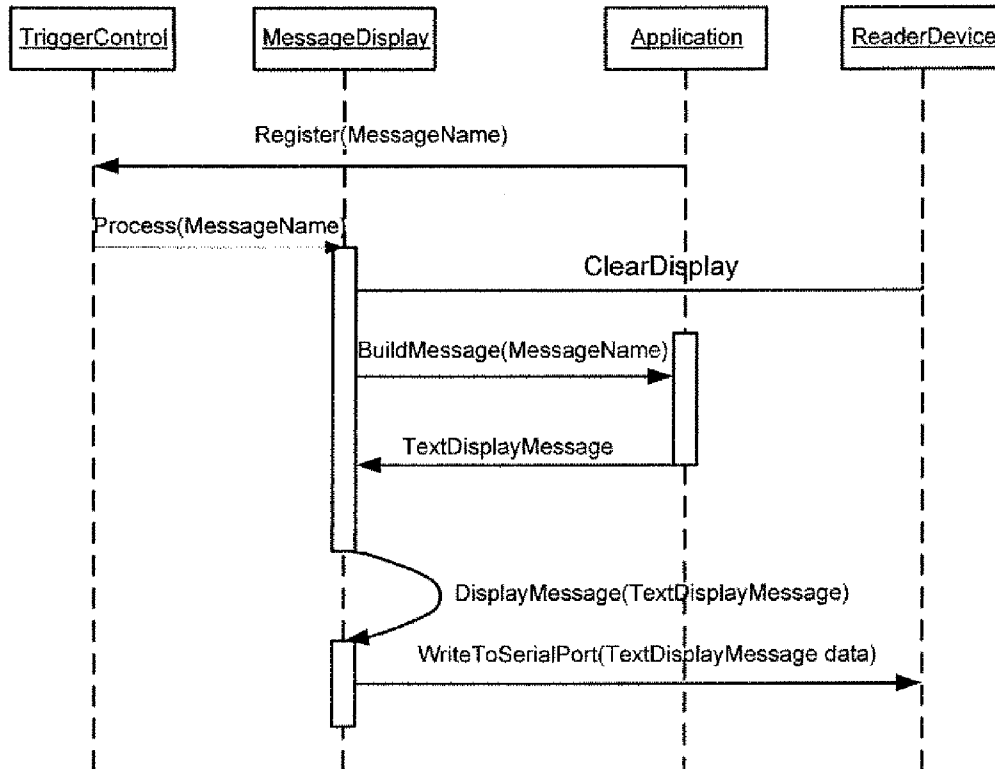 TriggerControl
MessageDisplay
Application
ReaderDevice
Register(MessageName)
Process(MessageName)
ClearDisplay
BuildMessage(MessageName)
TextDisplayMessage
DisplayMessage(TextDisplayMessage)
WriteToSerialPort(TextDisplayMessage data)